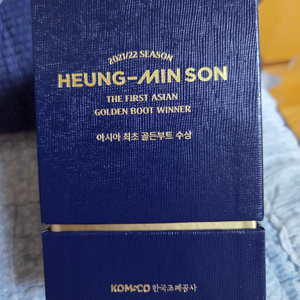 2021/22 SEASON
HEUNG-MIN SON
THE FIRST ASIAN
GOLDEN BOOT WINNER
아시아 최초 골든부트 수상
KOMSCO 한국조폐공사